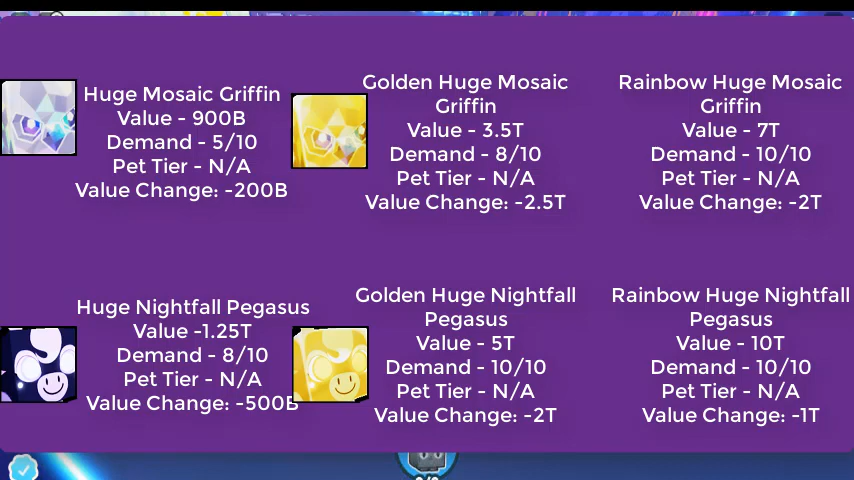 Huge Mosaic Griffin
Value - 900B
Demand - 5/10
Pet Tier - N/A
Value Change: -200B
Golden Huge Mosaic
Griffin
Value - 3.5T
Demand - 8/10
Pet Tier - N/A
Value Change: -2.5T
Rainbow Huge Mosaic
Griffin
Value - 7T
Demand - 10/10
Pet Tier - N/A
Value Change: -2T
Huge Nightfall Pegasus
Value -1.25T
Demand - 8/10
Pet Tier - N/A
Value Change: -500B
Golden Huge Nightfall
Pegasus
Value - 5T
Demand - 10/10
Pet Tier - N/A
Value Change: -2T
Rainbow Huge Nightfall
Pegasus
Value - 10T
Demand - 10/10
Pet Tier - N/A
Value Change: -1T